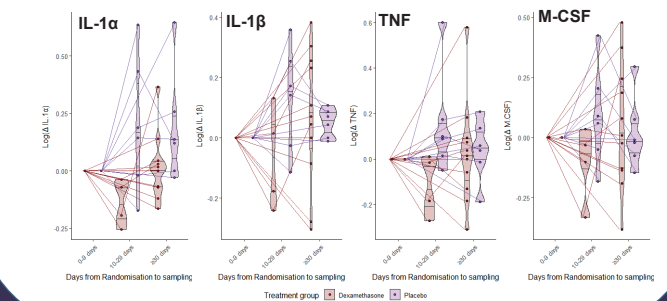 IL-1α
IL-1β
TNF
M-CSF
Log(Δ IL-1α)
0.50
0.25
0.00
-0.25
Log(Δ IL-1β)
0.4
0.2
0.0
-0.2
Log(Δ TNF)
0.6
0.4
0.2
0.0
-0.2
Log(Δ M-CSF)
0.50
0.25
0.00
-0.25
0-9 days
10-29 days
≥30 days
0-9 days
10-29 days
≥30 days
0-9 days
10-29 days
≥30 days
0-9 days
10-29 days
≥30 days
Days from Randomisation to sampling
Days from Randomisation to sampling
Days from Randomisation to sampling
Days from Randomisation to sampling
Treatment group Dexamethasone Placebo